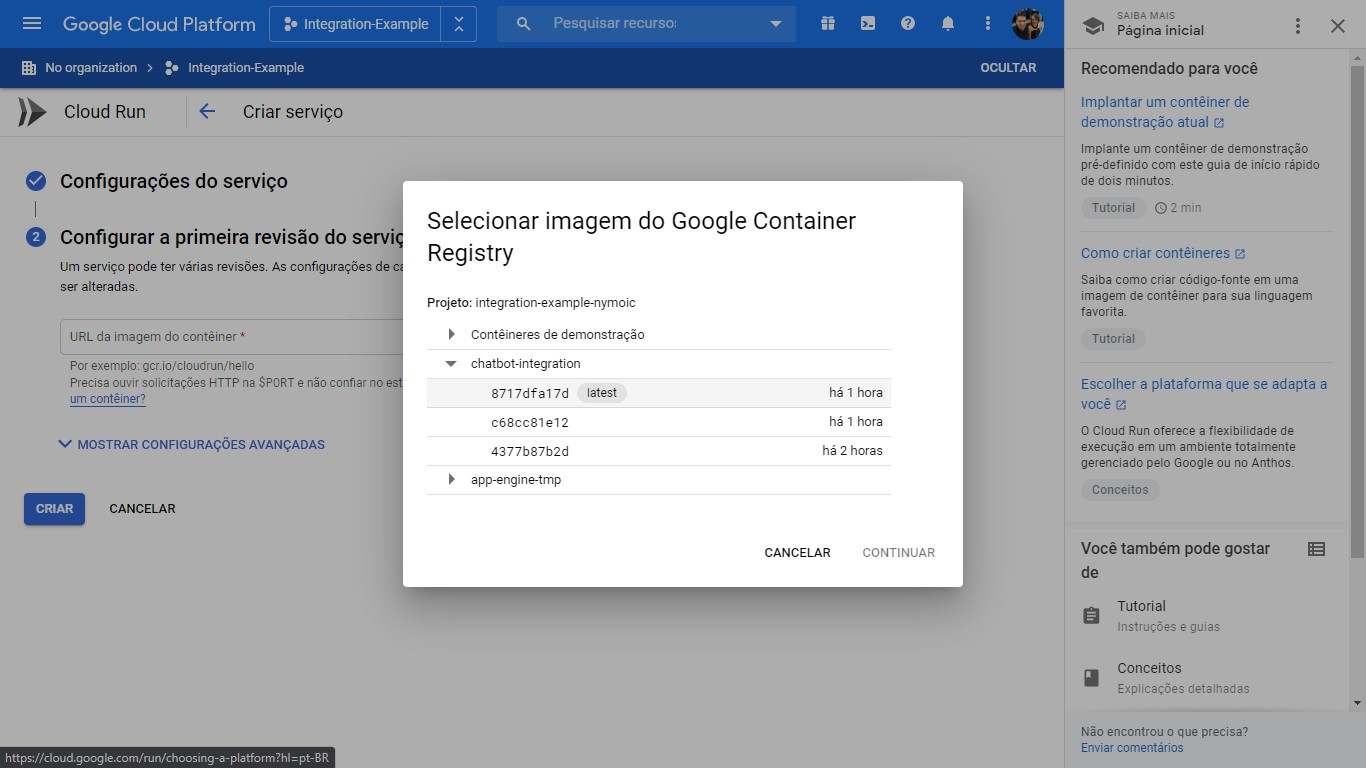 Google Cloud Platform
Integration-Example
Pesquisar recurso
No organization
Integration-Example
OCULTAR
Cloud Run
Criar serviço
Configurações do serviço
2
Configurar a primeira revisão do serviç
Um serviço pode ter várias revisões. As configurações de ca
ser alteradas.
URL da imagem do contêiner *
Por exemplo: gcr.io/cloudrun/hello
Precisa ouvir solicitações HTTP na $PORT e não confiar no est
um contêiner?
MOSTRAR CONFIGURAÇÕES AVANÇADAS
CRIAR
CANCELAR
Selecionar imagem do Google Container
Registry
Projeto: integration-example-nymoic
Contêineres de demonstração
chatbot-integration
8717dfa17d latest há 1 hora
c68cc81e12 há 1 hora
4377b87b2d há 2 horas
app-engine-tmp
CANCELAR
CONTINUAR
SAIBA MAIS
Página inicial
Recomendado para você
Implantar um contêiner de
demonstração atual
Implante um contêiner de demonstração
pré-definido com este guia de início rápido
de dois minutos.
Tutorial 2 min
Como criar contêineres
Saiba como criar código-fonte em uma
imagem de contêiner para sua linguagem
favorita.
Tutorial
Escolher a plataforma que se adapta a
você
O Cloud Run oferece a flexibilidade de
execução em um ambiente totalmente
gerenciado pelo Google ou no Anthos.
Conceitos
Você também pode gostar
de
Tutorial
Instruções e guias
Conceitos
Explicações detalhadas
Não encontrou o que precisa?
Enviar comentários
https://cloud.google.com/run/choosing-a-platform?hl=pt-BR